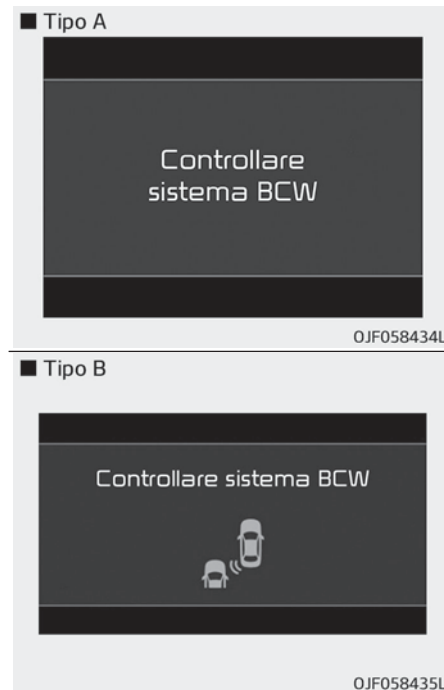 ■ Tipo A
Controllare
sistema BCW
OJF058434L
■ Tipo B
Controllare sistema BCW
OJF058435L